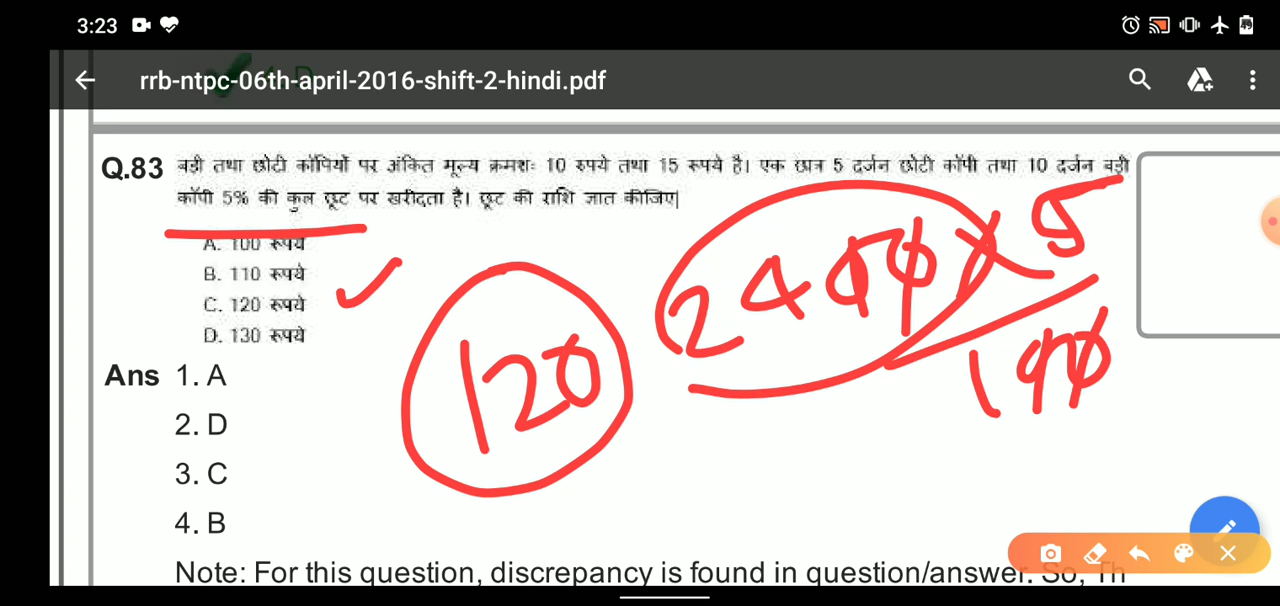 3:23
49
rrb-ntpc-06th-april-2016-shift-2-hindi.pdf
Q.83 बड़ी तथा छोटी कॉपियों पर अंकित मूल्य क्रमशः 10 रुपये तथा 15 रूपये है। एक छात्र 5 दर्जन छोटी कॉपी तथा 10 दर्जन बड़ी
कॉपी 5% की कुल छूट पर खरीदता है। छूट की राशि ज्ञात कीजिए|
A. 100 रूपये
B. 110 रूपये
C. 120 रूपये
D. 130 रूपये
2400 x 5
100
120
Ans 1. A
2. D
3. C
4. B
Note: For this question, discrepancy is found in question/answer. So, Th